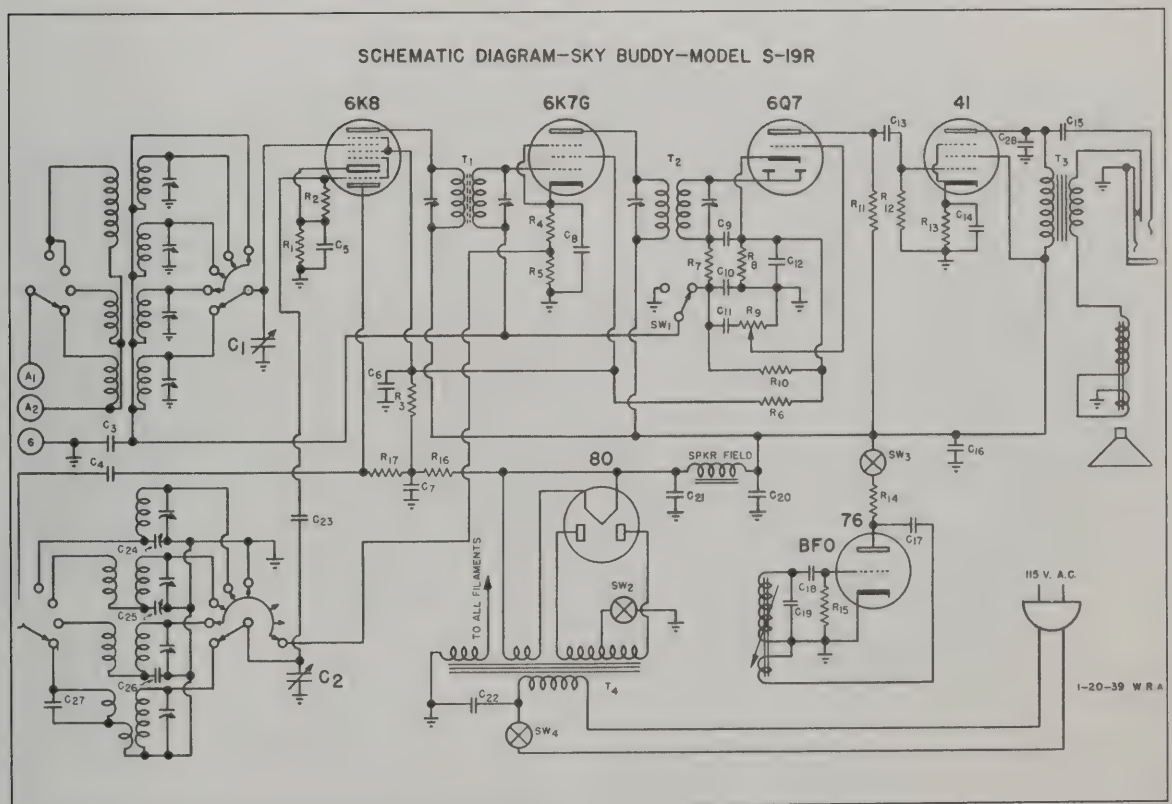 SCHEMATIC DIAGRAM—SKY BUDDY—MODEL S-19R
6K8
6K7G
6Q7
41
C13
C28
C15
T1
T2
T3
R2
R1
C5
R4
C8
R5
C9
R7
R8
C12
C10
C11
R9
SW1
R11
R12
R13
C14
C1
A1
A2
G
C6
R3
R10
R6
C3
C4
R17
R16
C7
80
SPKR FIELD
C21
C20
SW3
C16
R14
C23
C24
C25
C26
C27
C2
TO ALL FILAMENTS
SW2
76
BFO
C17
C18
C19
R15
115 V. A.C.
T4
C22
SW4
1-20-39 W R A